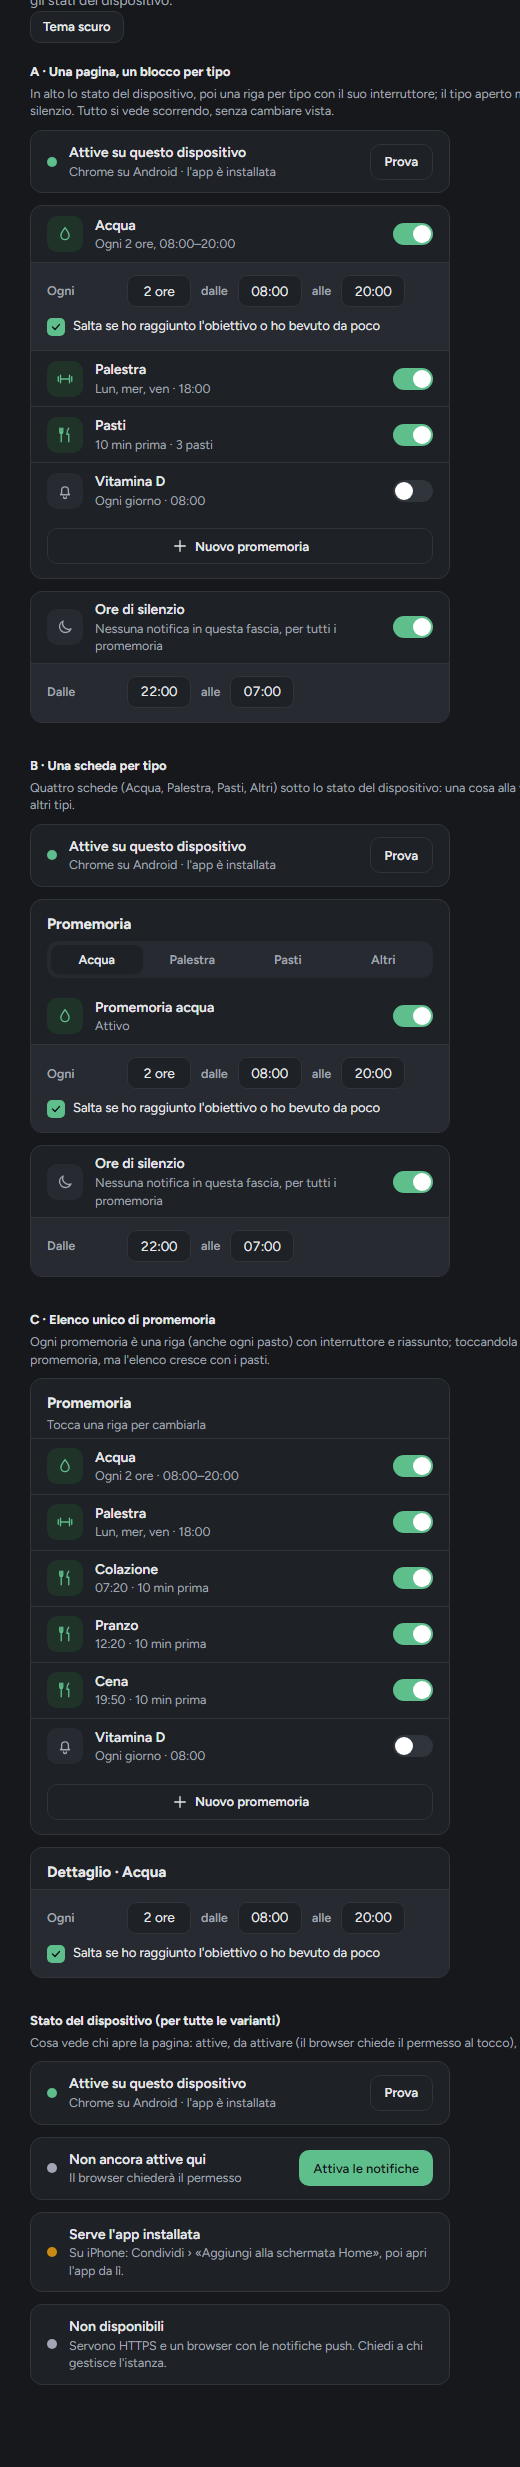 gli stati del dispositivo.
Tema scuro
A · Una pagina, un blocco per tipo
In alto lo stato del dispositivo, poi una riga per tipo con il suo interruttore; il tipo aperto
silenzio. Tutto si vede scorrendo, senza cambiare vista.
Attive su questo dispositivo
Chrome su Android · l'app è installata
Prova
Acqua
Ogni 2 ore, 08:00–20:00
Ogni 2 ore dalle 08:00 alle 20:00
Salta se ho raggiunto l'obiettivo o ho bevuto da poco
Palestra
Lun, mer, ven · 18:00
Pasti
10 min prima · 3 pasti
Vitamina D
Ogni giorno · 08:00
Nuovo promemoria
Ore di silenzio
Nessuna notifica in questa fascia, per tutti i
promemoria
Dalle 22:00 alle 07:00
B · Una scheda per tipo
Quattro schede (Acqua, Palestra, Pasti, Altri) sotto lo stato del dispositivo: una cosa alla
altri tipi.
Attive su questo dispositivo
Chrome su Android · l'app è installata
Prova
Promemoria
Acqua Palestra Pasti Altri
Promemoria acqua
Attivo
Ogni 2 ore dalle 08:00 alle 20:00
Salta se ho raggiunto l'obiettivo o ho bevuto da poco
Ore di silenzio
Nessuna notifica in questa fascia, per tutti i
promemoria
Dalle 22:00 alle 07:00
C · Elenco unico di promemoria
Ogni promemoria è una riga (anche ogni pasto) con interruttore e riassunto; toccandola
promemoria, ma l'elenco cresce con i pasti.
Promemoria
Tocca una riga per cambiarla
Acqua
Ogni 2 ore · 08:00–20:00
Palestra
Lun, mer, ven · 18:00
Colazione
07:20 · 10 min prima
Pranzo
12:20 · 10 min prima
Cena
19:50 · 10 min prima
Vitamina D
Ogni giorno · 08:00
Nuovo promemoria
Dettaglio · Acqua
Ogni 2 ore dalle 08:00 alle 20:00
Salta se ho raggiunto l'obiettivo o ho bevuto da poco
Stato del dispositivo (per tutte le varianti)
Cosa vede chi apre la pagina: attive, da attivare (il browser chiede il permesso al tocco),
Attive su questo dispositivo
Chrome su Android · l'app è installata
Prova
Non ancora attive qui
Il browser chiederà il permesso
Attiva le notifiche
Serve l'app installata
Su iPhone: Condividi › «Aggiungi alla schermata Home», poi apri
l'app da lì.
Non disponibili
Servono HTTPS e un browser con le notifiche push. Chiedi a chi
gestisce l'istanza.